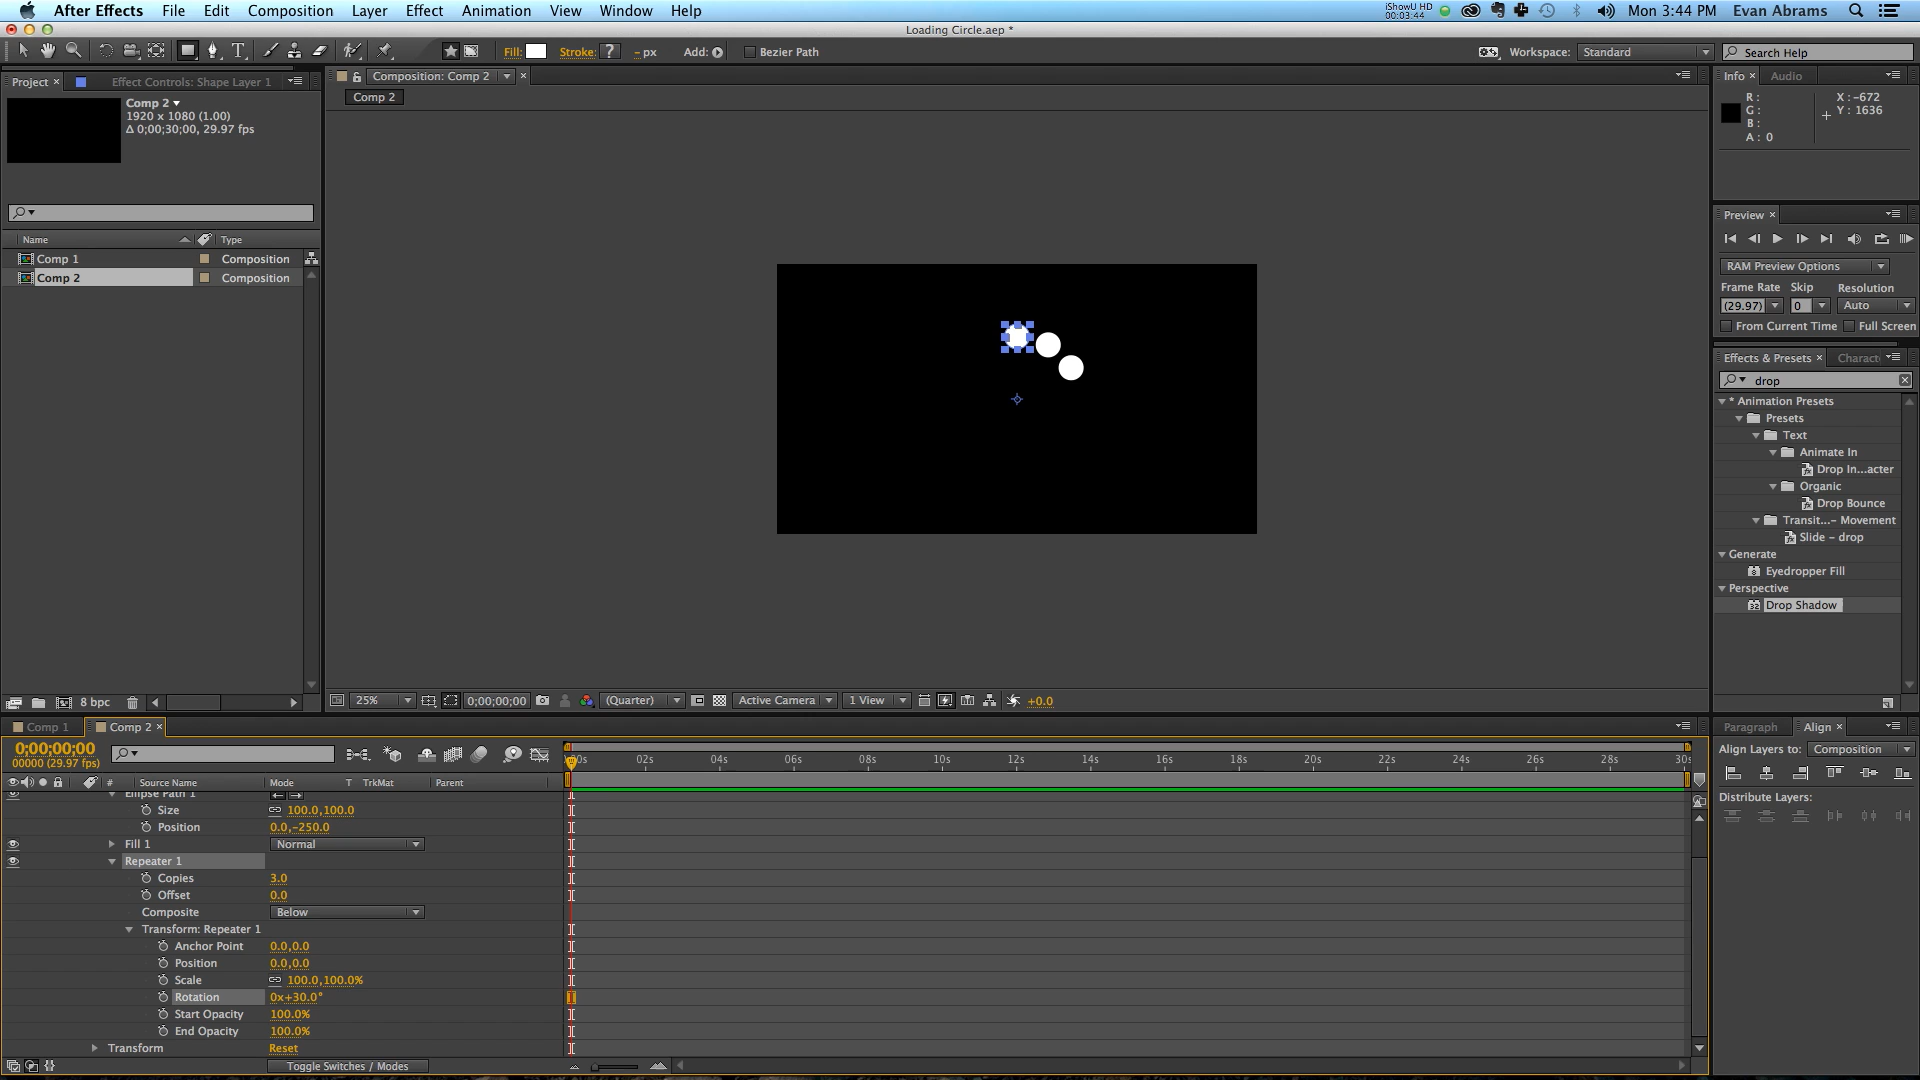 After Effects File Edit Composition Layer Effect Animation View Window Help
iShowU HD
00:03:44
Mon 3:44 PM Evan Abrams
Loading Circle.aep *
Fill: Stroke: ? - px Add: Bezier Path Workspace: Standard Search Help
Project × Effect Controls: Shape Layer 1
Comp 2
1920 x 1080 (1.00)
Δ 0;00;30;00, 29.97 fps
Name Type
Comp 1 Composition
Comp 2 Composition
8 bpc
Composition: Comp 2 ×
Comp 2
25% 0;00;00;00 (Quarter) Active Camera 1 View +0.0
Info × Audio
R : X : -672
G : Y : 1636
B :
A : 0
Preview ×
RAM Preview Options
Frame Rate Skip Resolution
(29.97) 0 Auto
From Current Time Full Screen
Effects & Presets × Charact
drop
* Animation Presets
Presets
Text
Animate In
Drop In...acter
Organic
Drop Bounce
Transit...- Movement
Slide - drop
Generate
Eyedropper Fill
Perspective
Drop Shadow
Comp 1 Comp 2 ×
0;00;00;00
00000 (29.97 fps)
# Source Name Mode T TrkMat Parent
02s 04s 06s 08s 10s 12s 14s 16s 18s 20s 22s 24s 26s 28s
Ellipse Path 1
Size 100.0,100.0
Position 0.0,-250.0
Fill 1 Normal
Repeater 1
Copies 3.0
Offset 0.0
Composite Below
Transform: Repeater 1
Anchor Point 0.0,0.0
Position 0.0,0.0
Scale 100.0,100.0%
Rotation 0x+30.0°
Start Opacity 100.0%
End Opacity 100.0%
Transform Reset
Toggle Switches / Modes
Paragraph Align ×
Align Layers to: Composition
Distribute Layers: